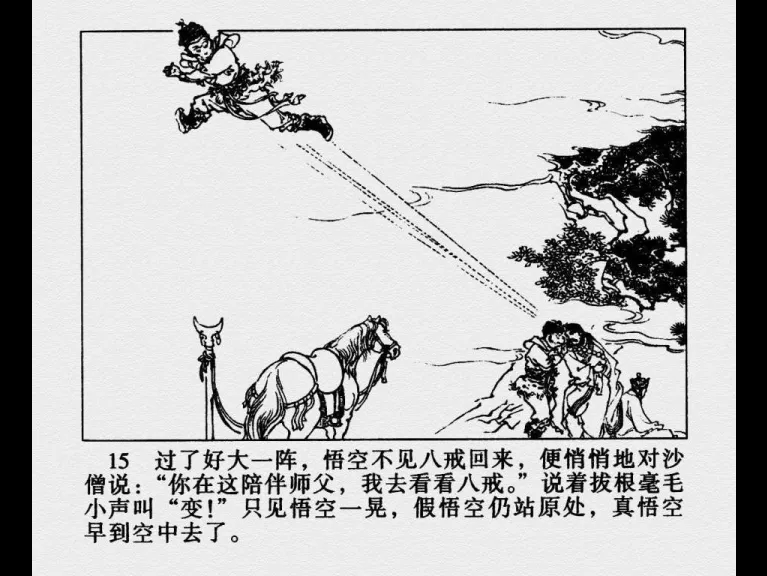 15 过了好大一阵，悟空不见八戒回来，便悄悄地对沙
僧说：“你在这陪伴师父，我去看看八戒。”说着拔根毫毛
小声叫“变！”只见悟空一晃，假悟空仍站原处，真悟空
早到空中去了。